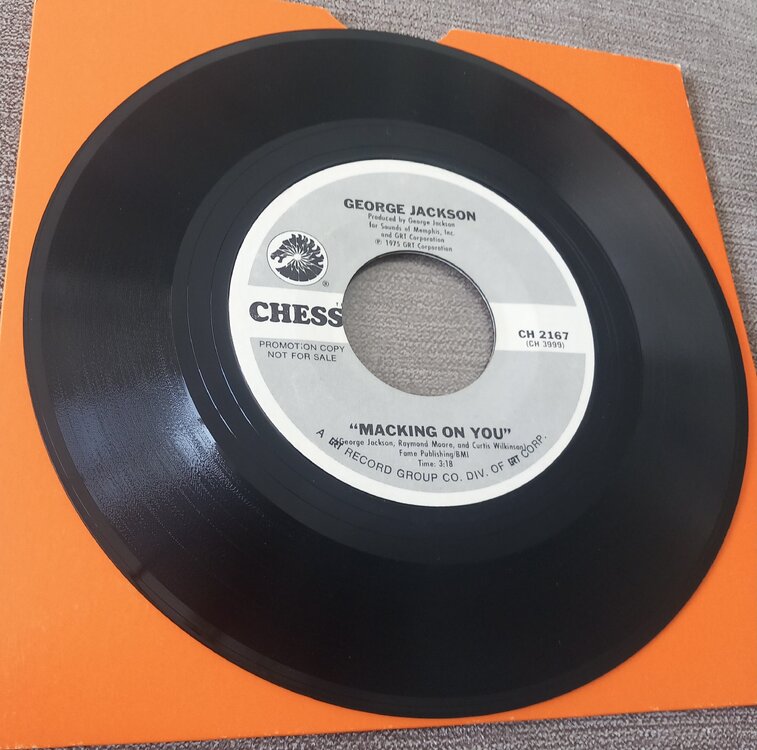 GEORGE JACKSON
Produced by George Jackson
for Sounds of Memphis, Inc.
and GRT Corporation
℗ 1975 GRT Corporation
®
CHESS
CH 2167
(CH 3999)
PROMOTION COPY
NOT FOR SALE
"MACKING ON YOU"
(George Jackson, Raymond Moore, and Curtis Wilkinson)
Fame Publishing/BMI
Time: 3:18
A GRT RECORD GROUP CO. DIV. OF GRT CORP.